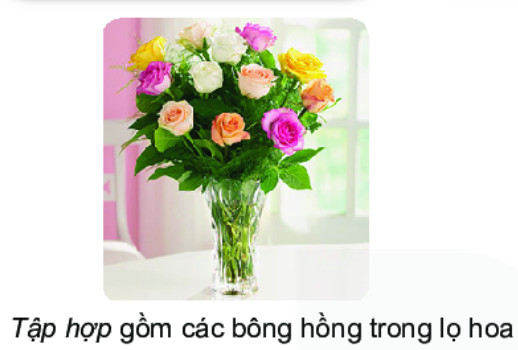 Tập hợp gồm các bông hồng trong lọ hoa